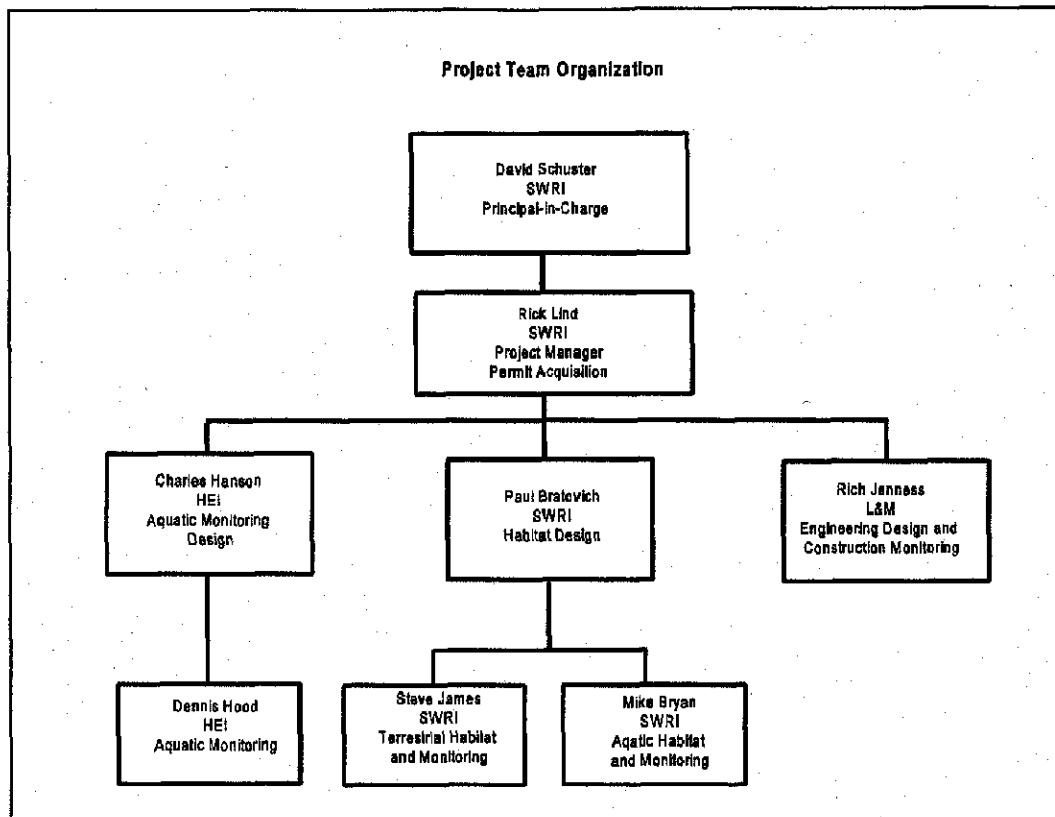 Project Team Organization
David Schuster
SWRI
Principal-in-Charge
Rick Lind
SWRI
Project Manager
Permit Acquisition
Charles Hanson
HEI
Aquatic Monitoring
Design
Paul Bratovich
SWRI
Habitat Design
Rich Jenness
L&M
Engineering Design and
Construction Monitoring
Dennis Hood
HEI
Aquatic Monitoring
Steve James
SWRI
Terrestrial Habitat
and Monitoring
Mike Bryan
SWRI
Aqatic Habitat
and Monitoring